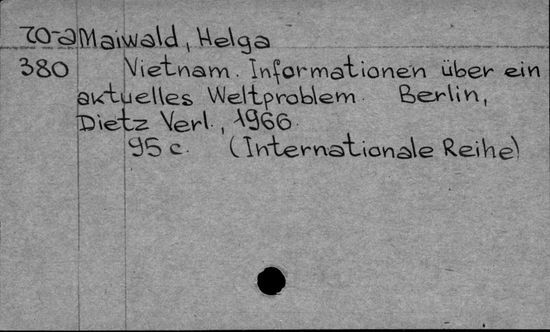 70-a Maiwald, Helga
380 Vietnam. Informationen über ein
aktuelles Weltproblem. Berlin,
Dietz Verl., 1966.
95 c. (Internationale Reihe)